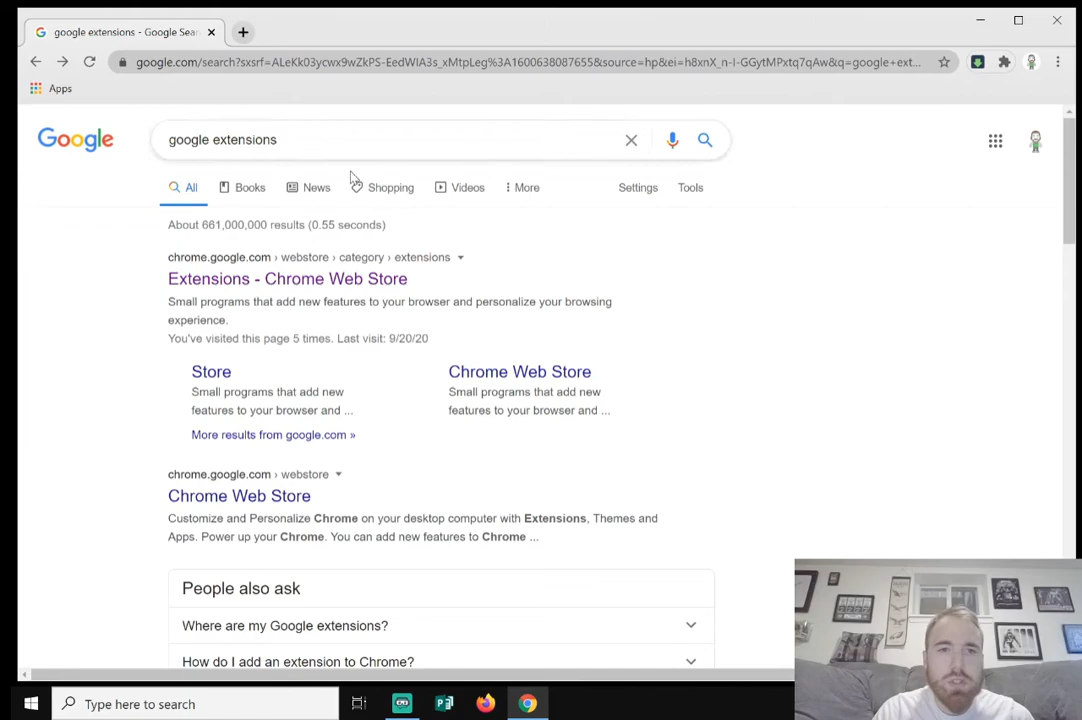 google extensions - Google Sear
google.com/search?sxsrf=ALeKk03ycwx9wZkPS-EedWIA3s_xMtpLeg%3A1600638087655&source=hp&ei=h8xnX_n-I-GGytMPxtq7qAw&q=google+ext...
Apps
Google
google extensions
All Books News Shopping Videos More Settings Tools
About 661,000,000 results (0.55 seconds)
chrome.google.com › webstore › category › extensions
Extensions - Chrome Web Store
Small programs that add new features to your browser and personalize your browsing
experience.
You've visited this page 5 times. Last visit: 9/20/20
Store
Small programs that add new
features to your browser and ...
Chrome Web Store
Small programs that add new
features to your browser and ...
More results from google.com »
chrome.google.com › webstore
Chrome Web Store
Customize and Personalize Chrome on your desktop computer with Extensions, Themes and
Apps. Power up your Chrome. You can add new features to Chrome ...
People also ask
Where are my Google extensions?
How do I add an extension to Chrome?
Type here to search